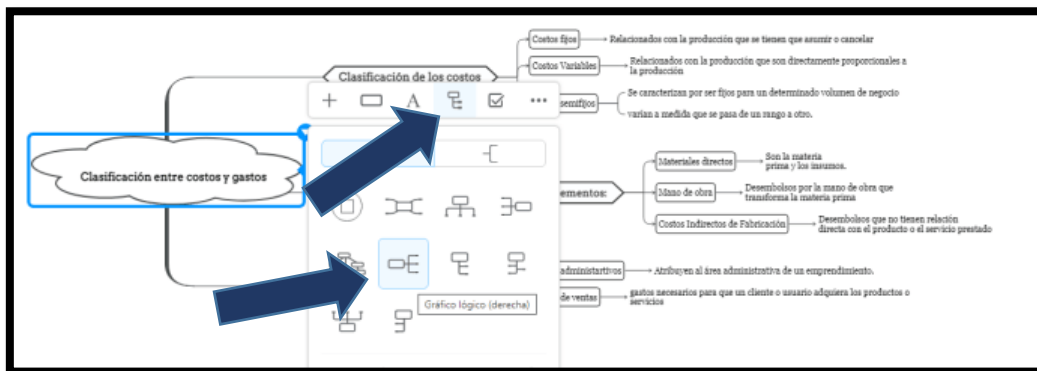 Costos fijos
Relacionados con la producción que se tienen que asumir o cancelar
Costos Variables
Relacionados con la producción que son directamente proporcionales a
la producción
Clasificación de los costos
A
semifijos
Se caracterizan por ser fijos para un determinado volumen de negocio
varian a medida que se pasa de un rango a otro.
Clasificación entre costos y gastos
ementos:
Materiales directos
Son la materia
prima y los insumos.
Mano de obra
Desembolsos por la mano de obra que
transforma la materia prima
Costos Indirectos de Fabricación
Desembolsos que no tienen relación
directa con el producto o el servicio prestado
administartivos
Atribuyen al área administrativa de un emprendimiento.
de ventas
gastos necesarios para que un cliente o usuario adquiera los productos o
servicios
Gráfico lógico (derecha)